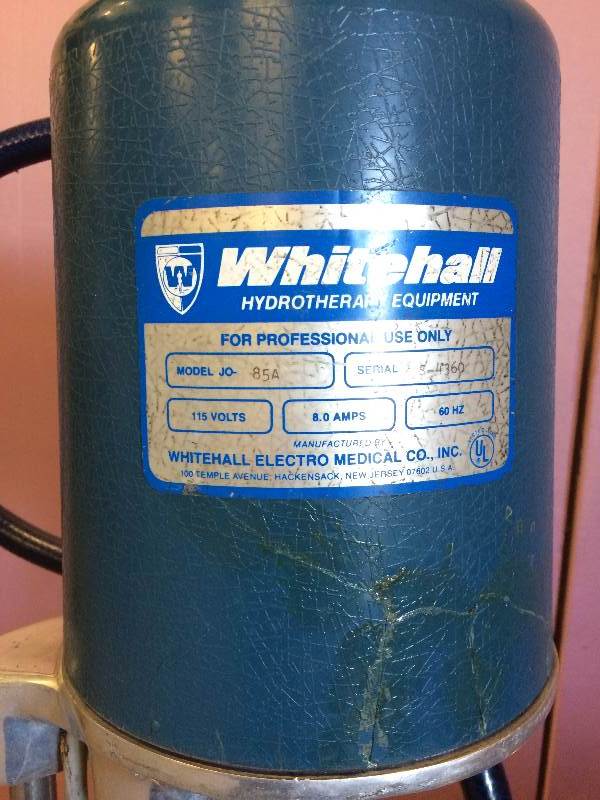 W
Whitehall
HYDROTHERAPY EQUIPMENT
FOR PROFESSIONAL USE ONLY
MODEL JO- 85A
SERIAL
115 VOLTS
8.0 AMPS
60 HZ
MANUFACTURED BY
WHITEHALL ELECTRO MEDICAL CO., INC.
UL
100 TEMPLE AVENUE, HACKENSACK, NEW JERSEY 07602 U.S.A.